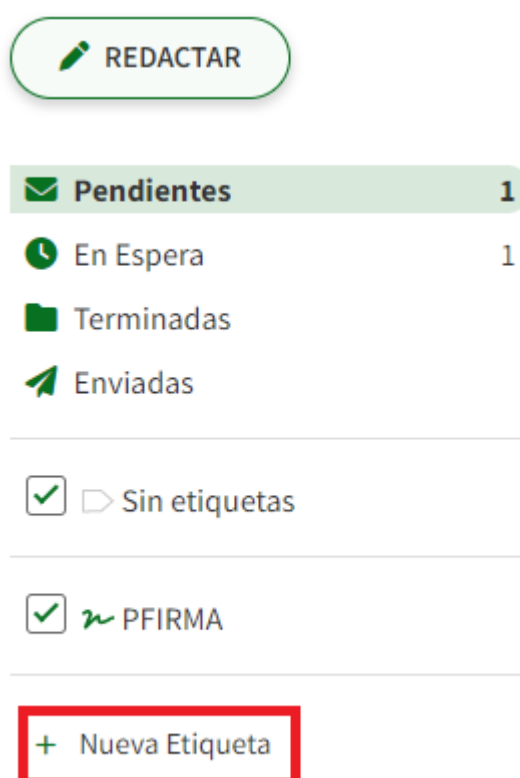 REDACTAR
Pendientes 1
En Espera 1
Terminadas
Enviadas
Sin etiquetas
PFIRMA
+ Nueva Etiqueta